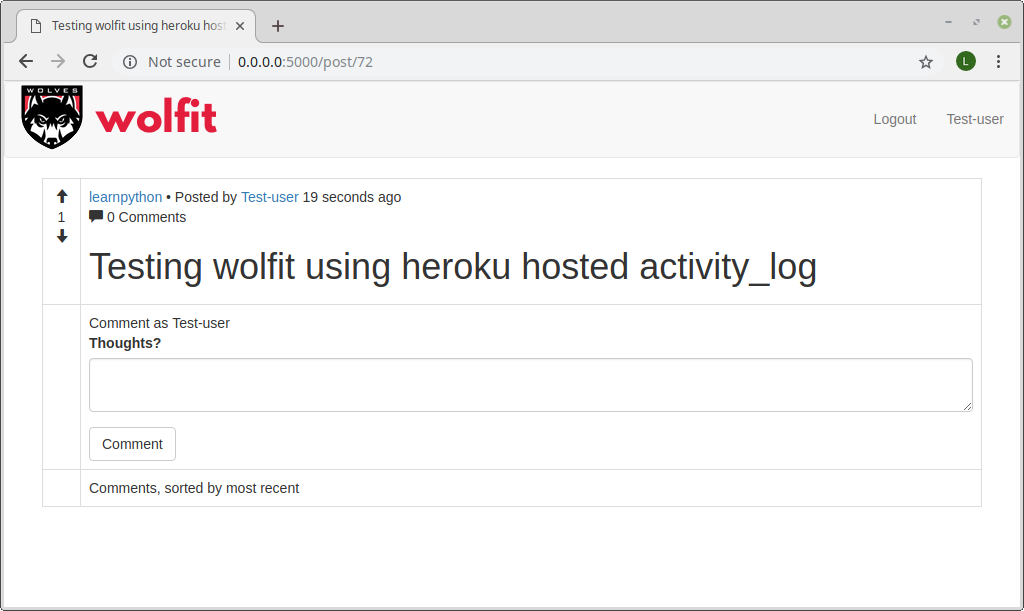 Testing wolfit using heroku hos
Not secure 0.0.0.0:5000/post/72
L
WOLVES
wolfit
Logout Test-user
learnpython • Posted by Test-user 19 seconds ago
1
0 Comments
Testing wolfit using heroku hosted activity_log
Comment as Test-user
Thoughts?
Comment
Comments, sorted by most recent